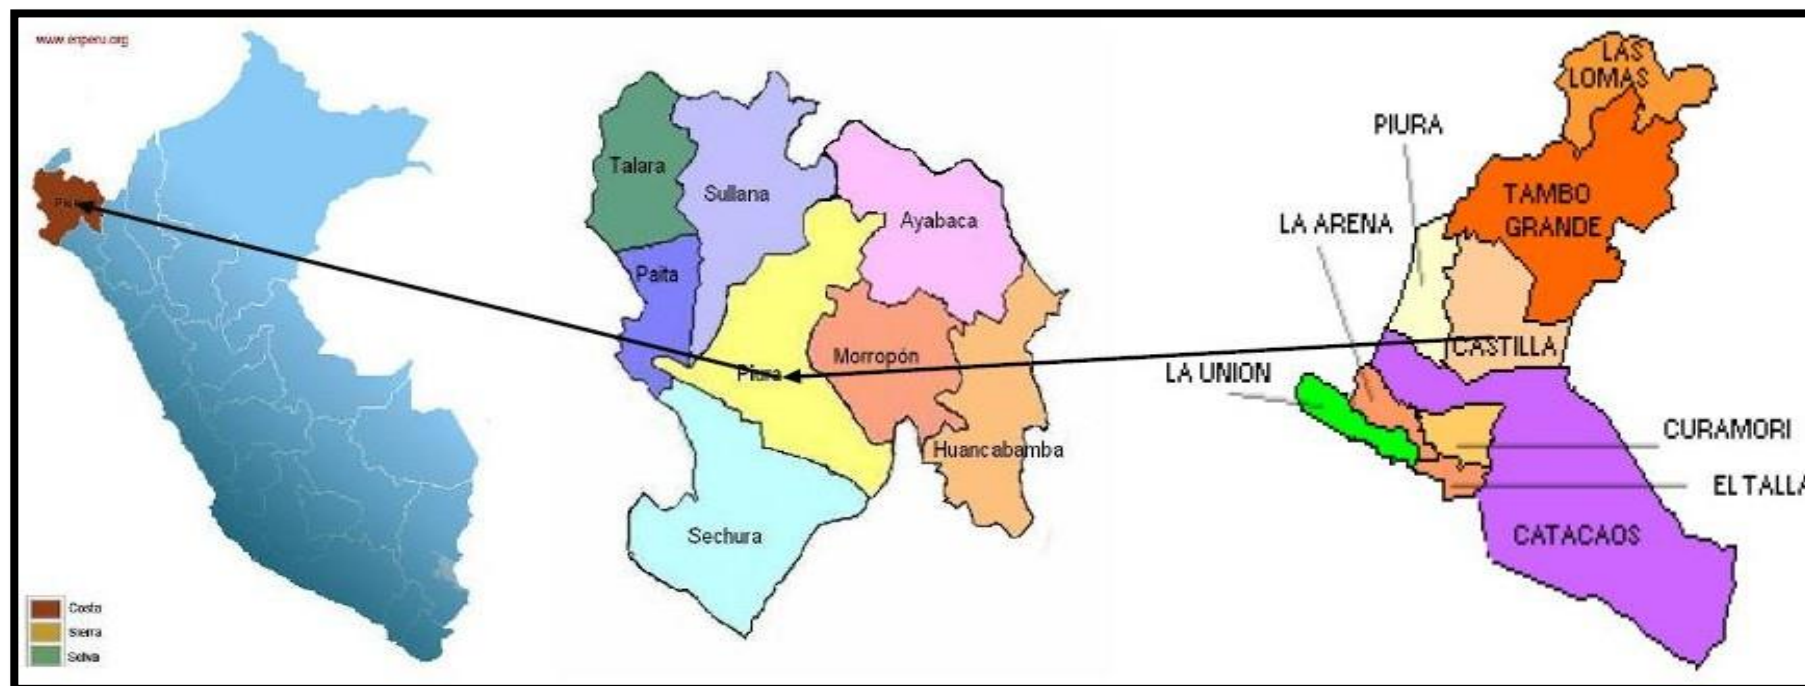 www.enperu.org
Costa
Sierra
Selva
Talara
Sullana
Ayabaca
Paita
Morropón
Piura
Huancabamba
Sechura
LAS
LOMAS
PIURA
TAMBO
GRANDE
LA ARENA
CASTILLA
LA UNION
CURAMORI
EL TALLA
CATACAOS